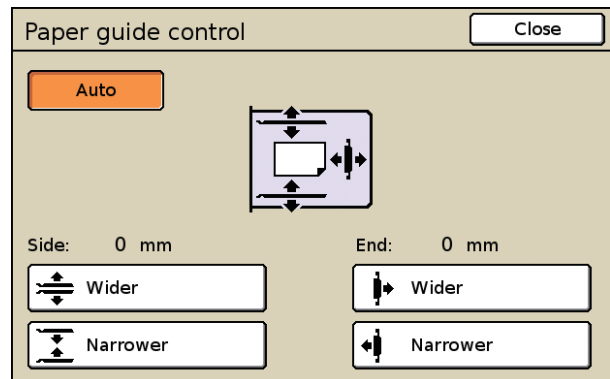 Paper guide control Close
Auto
Side: 0 mm End: 0 mm
Wider Wider
Narrower Narrower